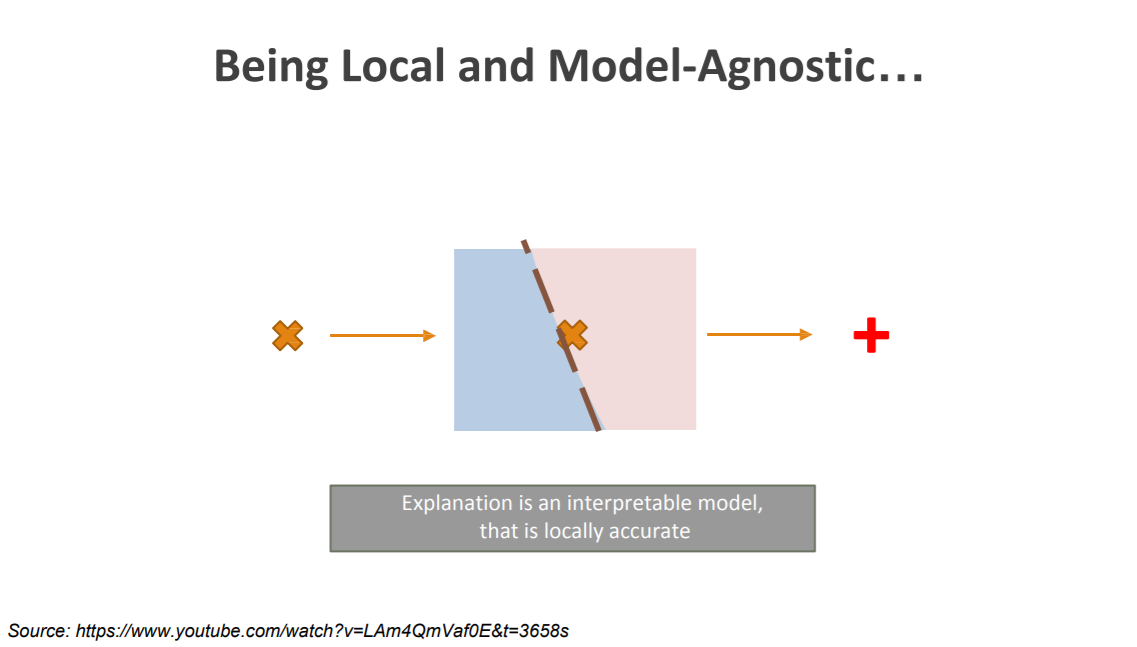 Being Local and Model-Agnostic…
Explanation is an interpretable model,
that is locally accurate
Source: https://www.youtube.com/watch?v=LAm4QmVaf0E&t=3658s